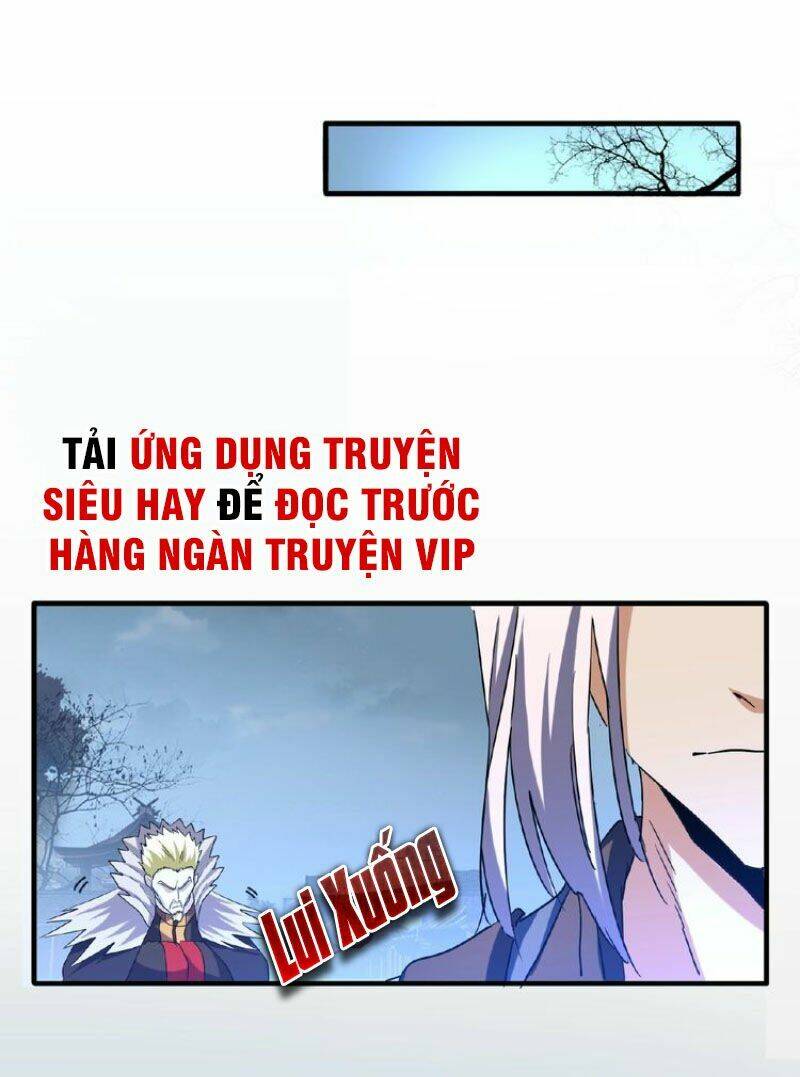 TẢI ỨNG DỤNG TRUYỆN
SIÊU HAY ĐỂ ĐỌC TRƯỚC
HÀNG NGÀN TRUYỆN VIP
Lui Xuống